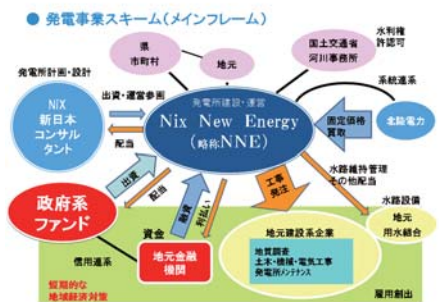 ● 発電事業スキーム(メインフレーム)
県
市町村
地元
国土交通省
河川事務所
水利権
許認可
発電所計画・設計
出資・運営参画
配当
NiX
新日本
コンサル
タント
発電所建設・運営
Nix New Energy
(略称NNE)
系統連系
固定価格
買取
北陸電力
出資
配当
融資
利払い
工事
発注
水路維持管理
その他配当
政府系
ファンド
資金
信用連系
地元金融
機関
水路設備
地元
用水組合
地元建設系企業
地質調査
土木・機械・電気工事
発電所メンテナンス
短期的な
地域経済対策
雇用創出